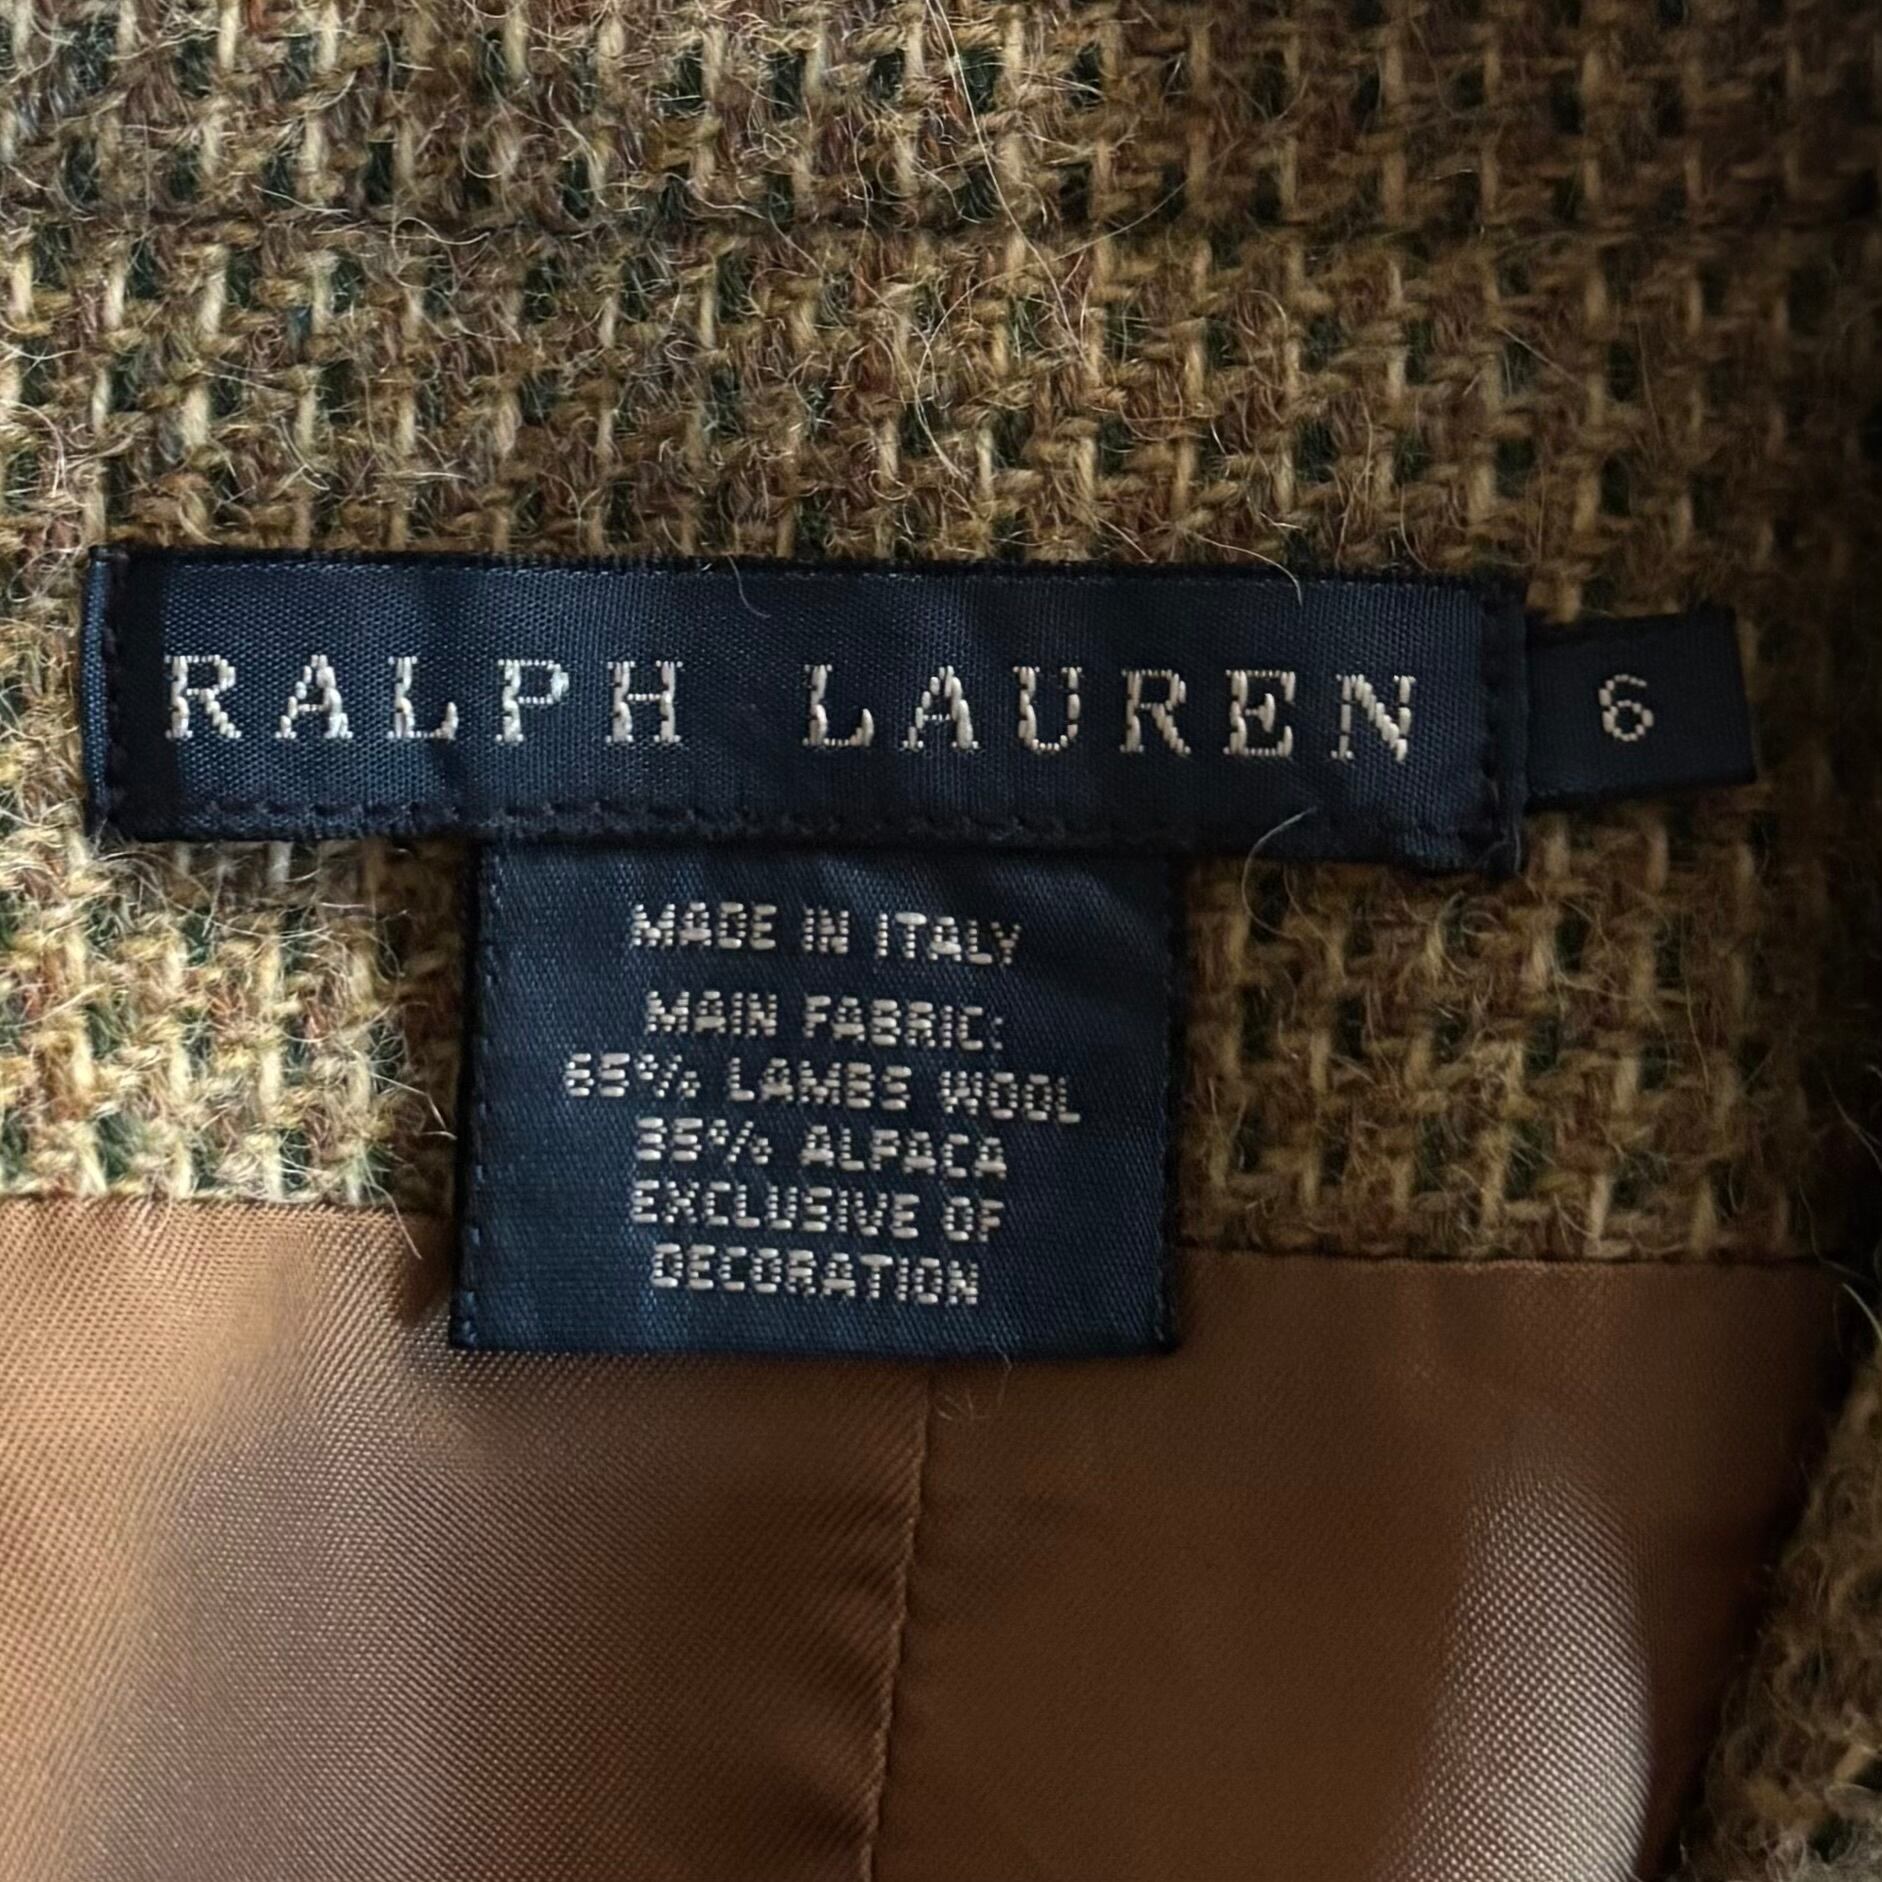 RALPH LAUREN
6
MADE IN ITALY
MAIN FABRIC:
65% LAMBS WOOL
35% ALPACA
EXCLUSIVE OF
DECORATION